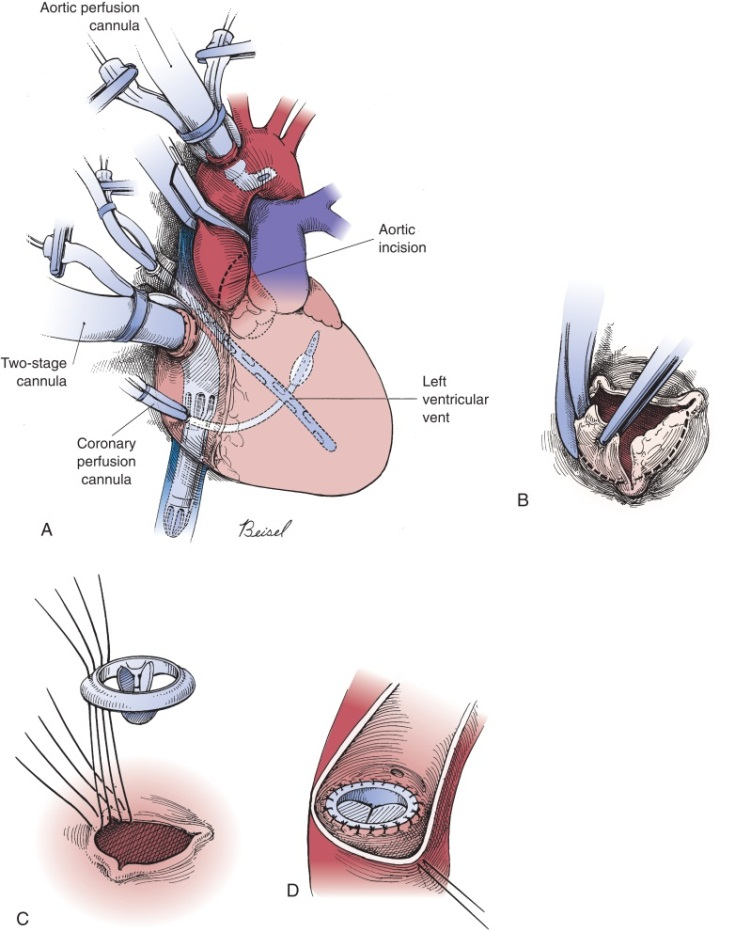 Aortic perfusion
cannula
Aortic
incision
Two-stage
cannula
Left
ventricular
vent
Coronary
perfusion
cannula
A
Beisel
B
C
D